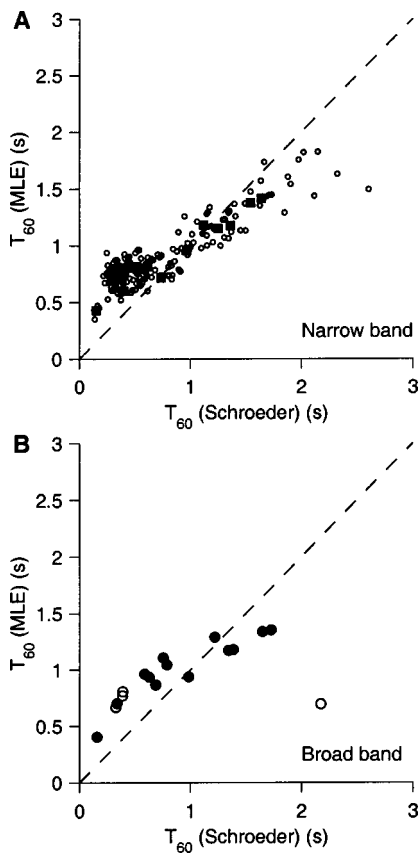 A
3
2.5
2
1.5
1
0.5
0
T60 (MLE) (s)
Narrow band
0 1 2 3
T60 (Schroeder) (s)
B
3
2.5
2
1.5
1
0.5
0
T60 (MLE) (s)
Broad band
0 1 2 3
T60 (Schroeder) (s)